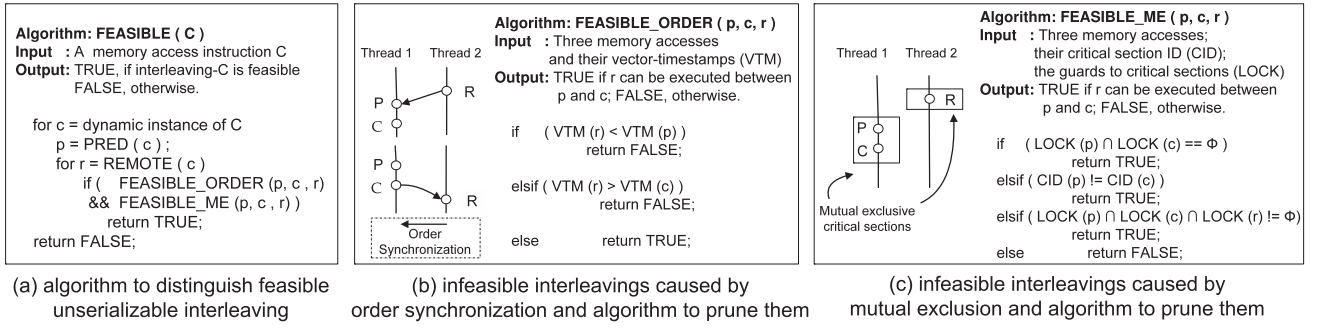 Algorithm: FEASIBLE ( C )
Input : A memory access instruction C
Output: TRUE, if interleaving-C is feasible
FALSE, otherwise.
for c = dynamic instance of C
p = PRED ( c ) ;
for r = REMOTE ( c )
if ( FEASIBLE_ORDER (p, c , r)
&& FEASIBLE_ME (p, c , r) )
return TRUE;
return FALSE;
(a) algorithm to distinguish feasible
unserializable interleaving
Thread 1 Thread 2
P
C
R
P
C
R
Order
Synchronization
Algorithm: FEASIBLE_ORDER ( p, c, r )
Input : Three memory accesses
and their vector-timestamps (VTM)
Output: TRUE if r can be executed between
p and c; FALSE, otherwise.
if ( VTM (r) < VTM (p) )
return FALSE;
elsif ( VTM (r) > VTM (c) )
return FALSE;
else return TRUE;
(b) infeasible interleavings caused by
order synchronization and algorithm to prune them
Thread 1 Thread 2
R
P
C
Mutual exclusive
critical sections
Algorithm: FEASIBLE_ME ( p, c, r )
Input : Three memory accesses;
their critical section ID (CID);
the guards to critical sections (LOCK)
Output: TRUE if r can be executed between
p and c; FALSE, otherwise.
if ( LOCK (p) ∩ LOCK (c) == Φ )
return TRUE;
elsif ( CID (p) != CID (c) )
return TRUE;
elsif ( LOCK (p) ∩ LOCK (c) ∩ LOCK (r) != Φ)
return TRUE;
else return FALSE;
(c) infeasible interleavings caused by
mutual exclusion and algorithm to prune them